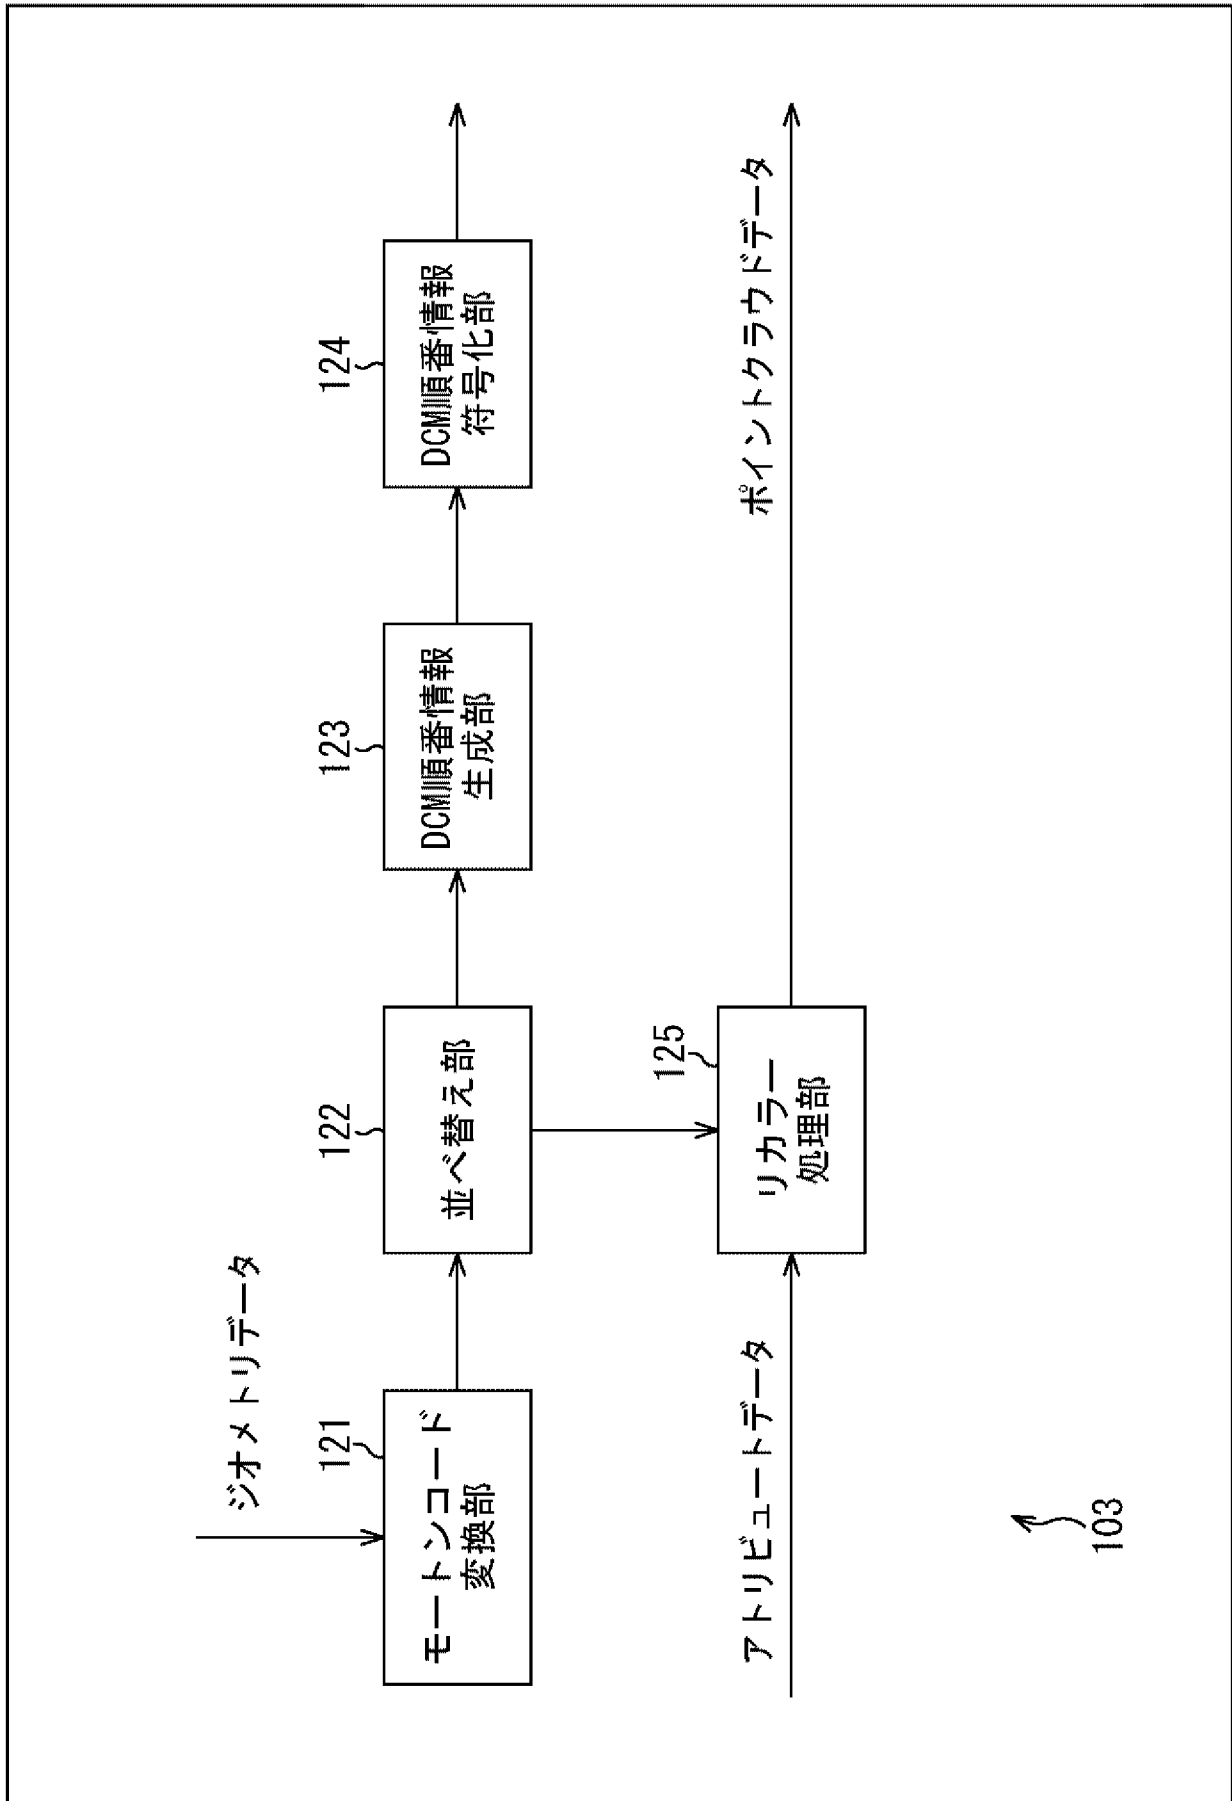 ジオメトリデータ
121
モートンコード
変換部
122
並べ替え部
123
DCM順番情報
生成部
124
DCM順番情報
符号化部
アトリビュートデータ
125
リカラー
処理部
ポイントクラウドデータ
103